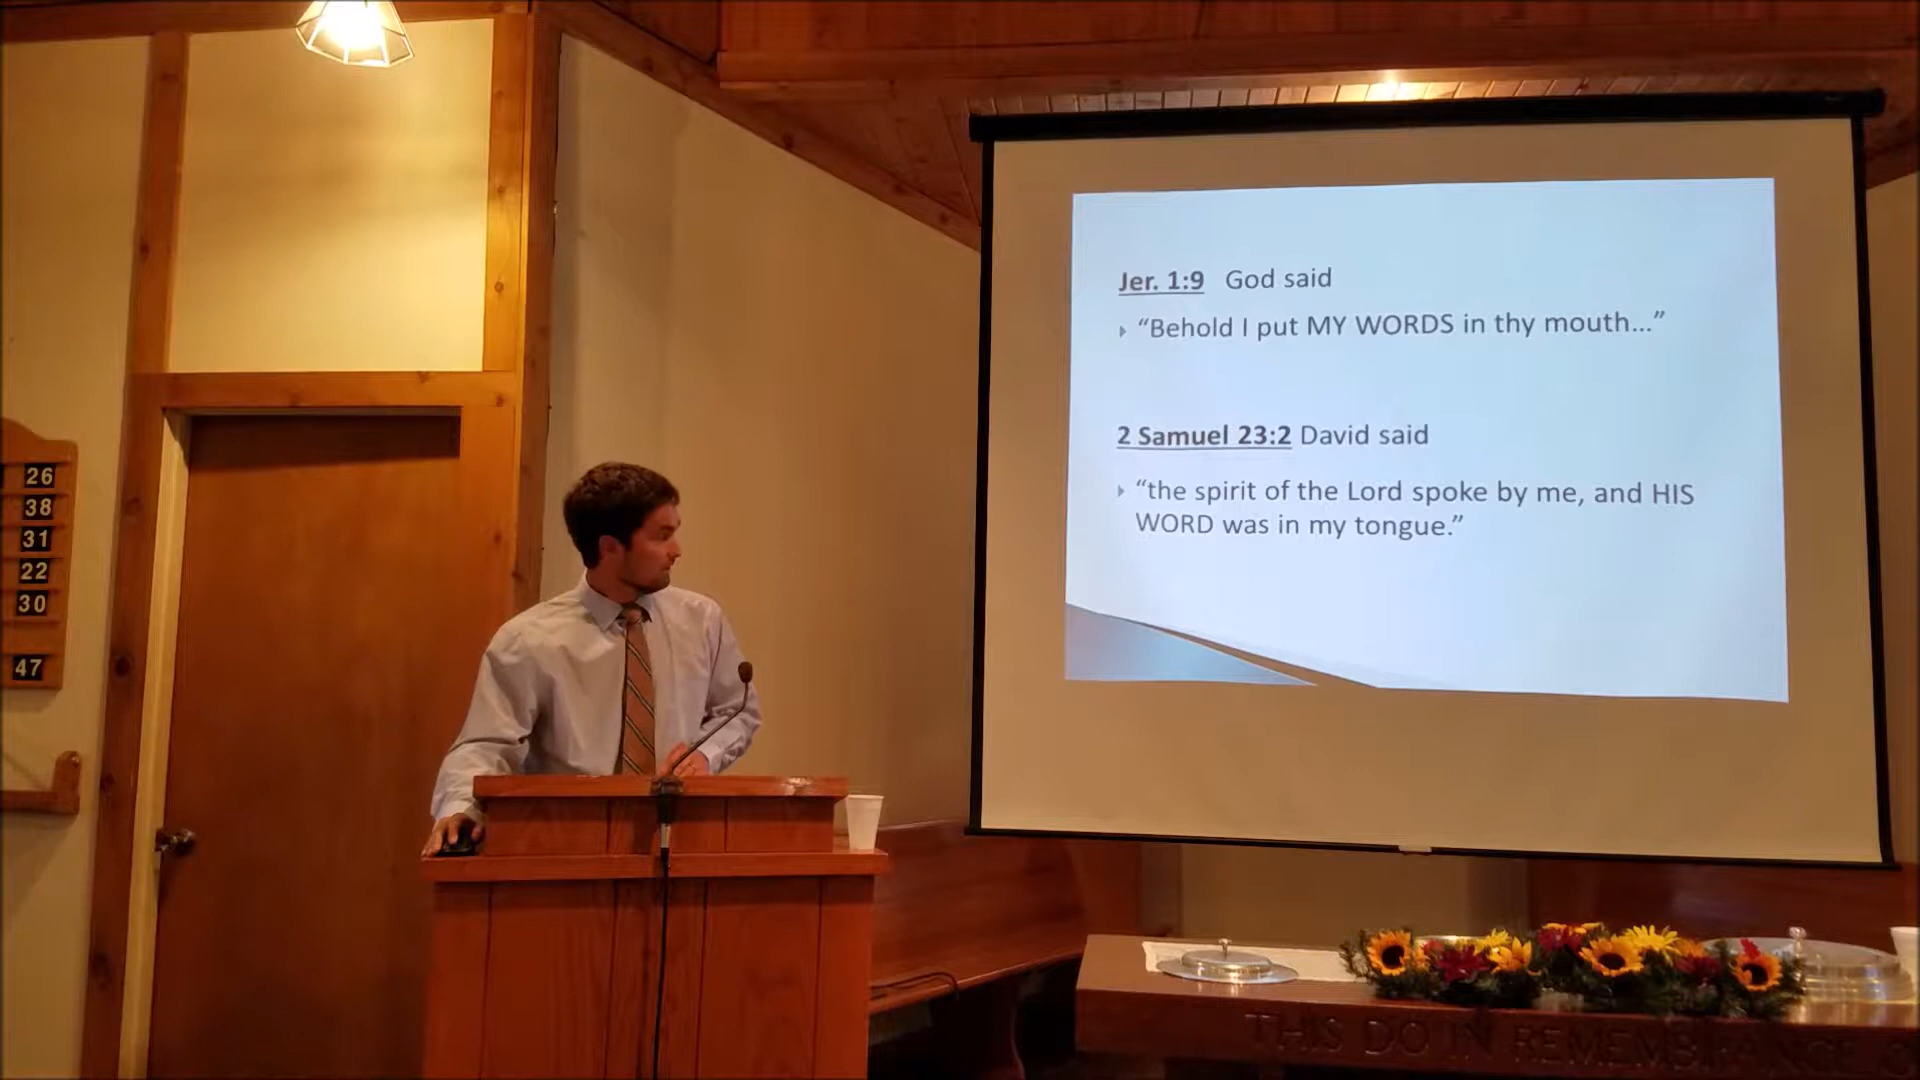 26
38
31
22
30
47
Jer. 1:9 God said
“Behold I put MY WORDS in thy mouth...”
2 Samuel 23:2 David said
“the spirit of the Lord spoke by me, and HIS
WORD was in my tongue.”
THIS DO IN REMEMBRANCE O